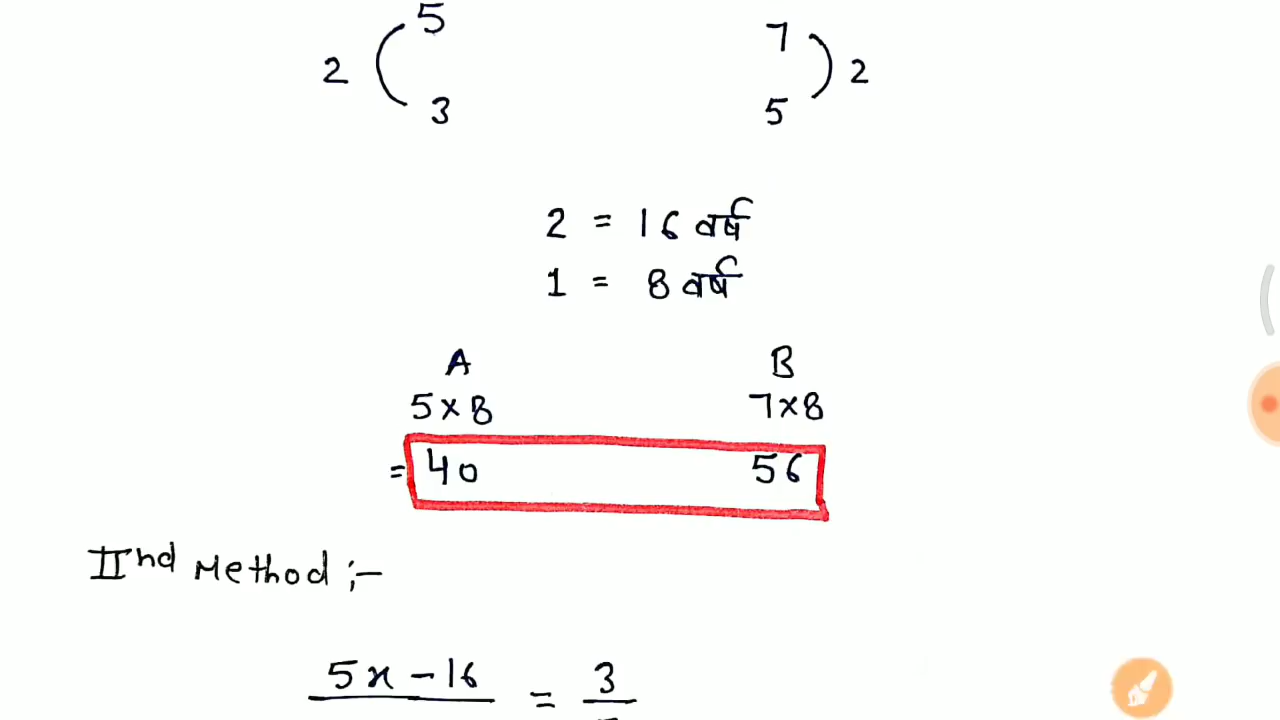 5 7
2 ( ) 2
3 5
2 = 16 वर्ष
1 = 8 वर्ष
A B
5×8 7×8
= 40 56
IInd Method :-
5x - 16 = 3